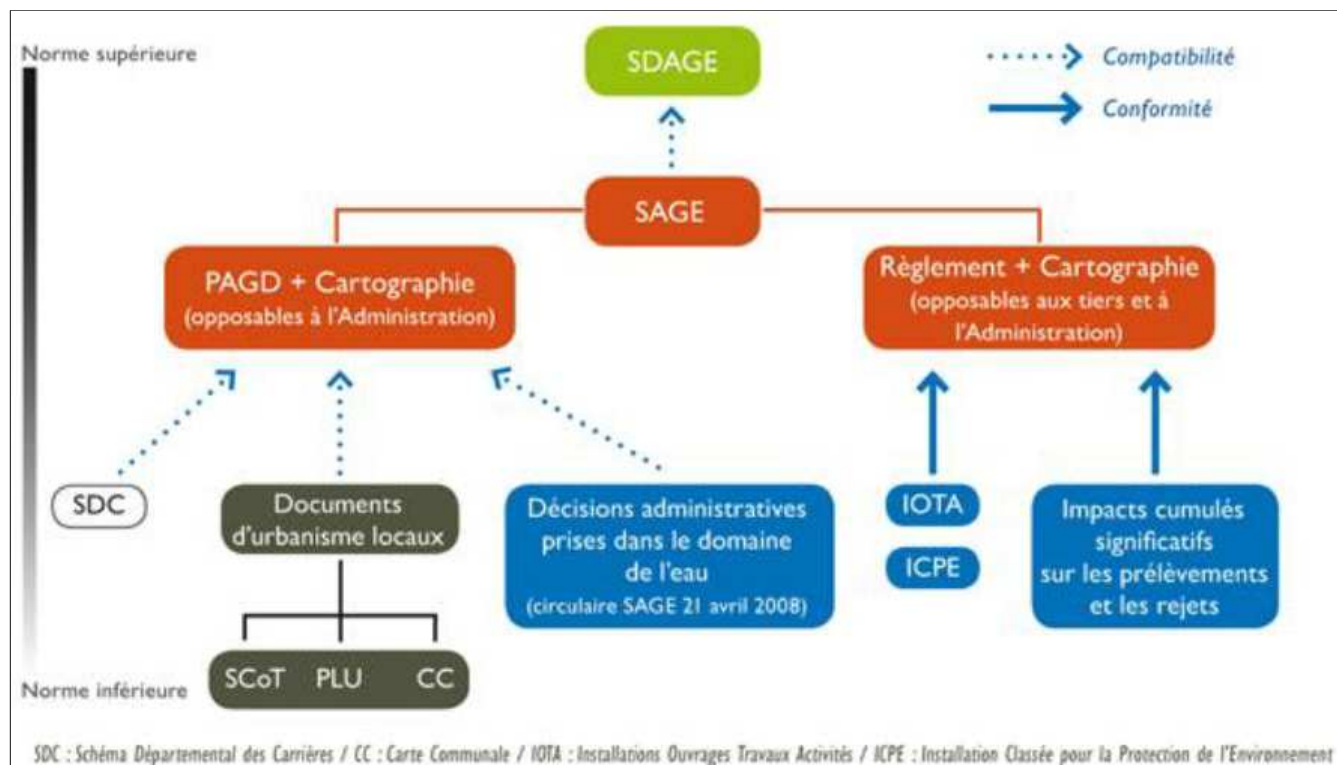 Norme supérieure
SDAGE
Compatibilité
Conformité
SAGE
PAGD + Cartographie
(opposables à l'Administration)
Règlement + Cartographie
(opposables aux tiers et à
l'Administration)
SDC
Documents
d'urbanisme locaux
Décisions administratives
prises dans le domaine
de l'eau
(circulaire SAGE 21 avril 2008)
IOTA
ICPE
Impacts cumulés
significatifs
sur les prélèvements
et les rejets
SCoT PLU CC
Norme inférieure
SDC : Schéma Départemental des Carrières / CC : Carte Communale / IOTA : Installations Ouvrages Travaux Activités / ICPE : Installation Classée pour la Protection de l'Environnement